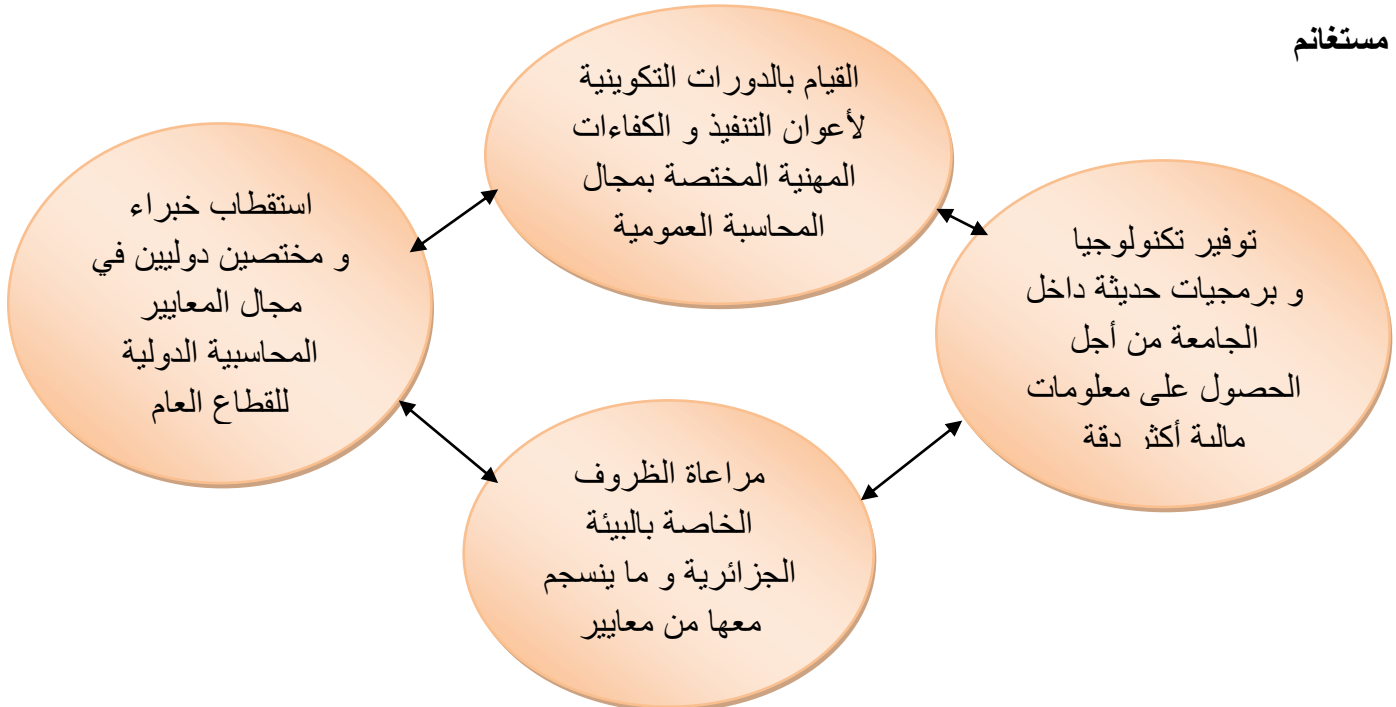 مستغانم
القيام بالدورات التكوينية
لأعوان التنفيذ و الكفاءات
المهنية المختصة بمجال
المحاسبة العمومية
توفير تكنولوجيا
و برمجيات حديثة داخل
الجامعة من أجل
الحصول على معلومات
مالية أكثر دقة
استقطاب خبراء
و مختصين دوليين في
مجال المعايير
المحاسبية الدولية
للقطاع العام
مراعاة الظروف
الخاصة بالبيئة
الجزائرية و ما ينسجم
معها من معايير